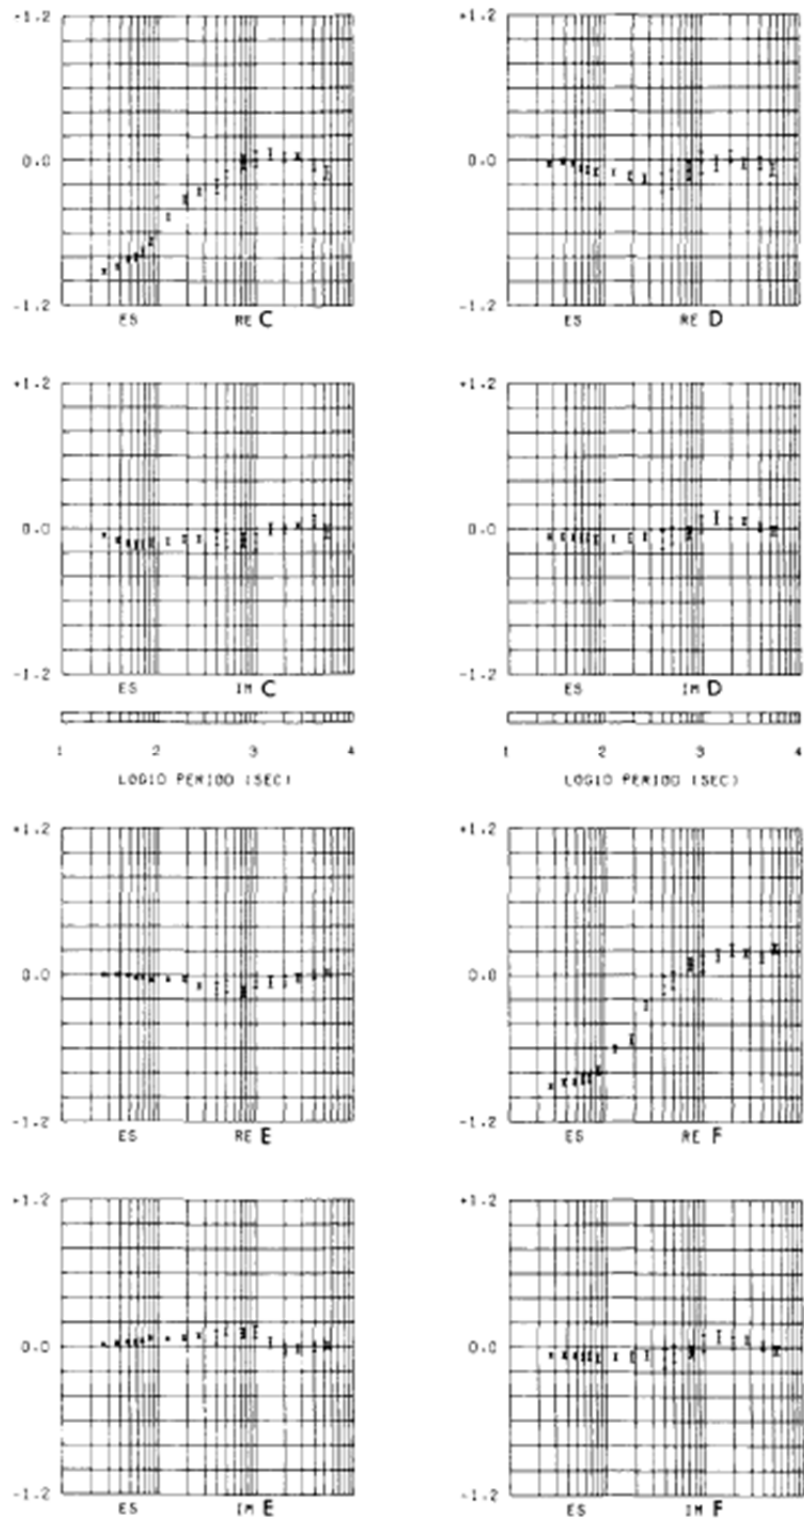 -1.2 +1.2
0.0 0.0
-1.2 -1.2
ES RE C ES RE D
+1.2 +1.2
0.0 0.0
-1.2 -1.2
ES IM C ES IM D
1 2 3 4 1 2 3 4
LOG10 PERIOD (SEC) LOG10 PERIOD (SEC)
+1.2 +1.2
0.0 0.0
-1.2 -1.2
ES RE E ES RE F
+1.2 +1.2
0.0 0.0
-1.2 -1.2
ES IM E ES IM F